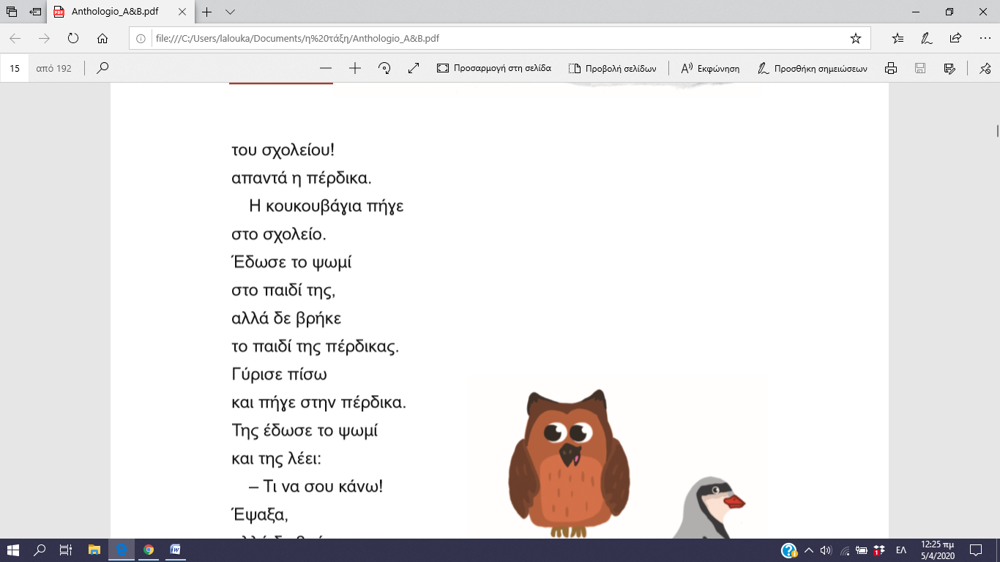 Anthologio_A&B.pdf
file:///C:/Users/lalouka/Documents/η%20τάξη/Anthologio_A&B.pdf
15 από 192 Προσαρμογή στη σελίδα Προβολή σελίδων Εκφώνηση Προσθήκη σημειώσεων
του σχολείου!
απαντά η πέρδικα.
Η κουκουβάγια πήγε
στο σχολείο.
Έδωσε το ψωμί
στο παιδί της,
αλλά δε βρήκε
το παιδί της πέρδικας.
Γύρισε πίσω
και πήγε στην πέρδικα.
Της έδωσε το ψωμί
και της λέει:
– Τι να σου κάνω!
Έψαξα,
ΕΛ
12:25 πμ
5/4/2020